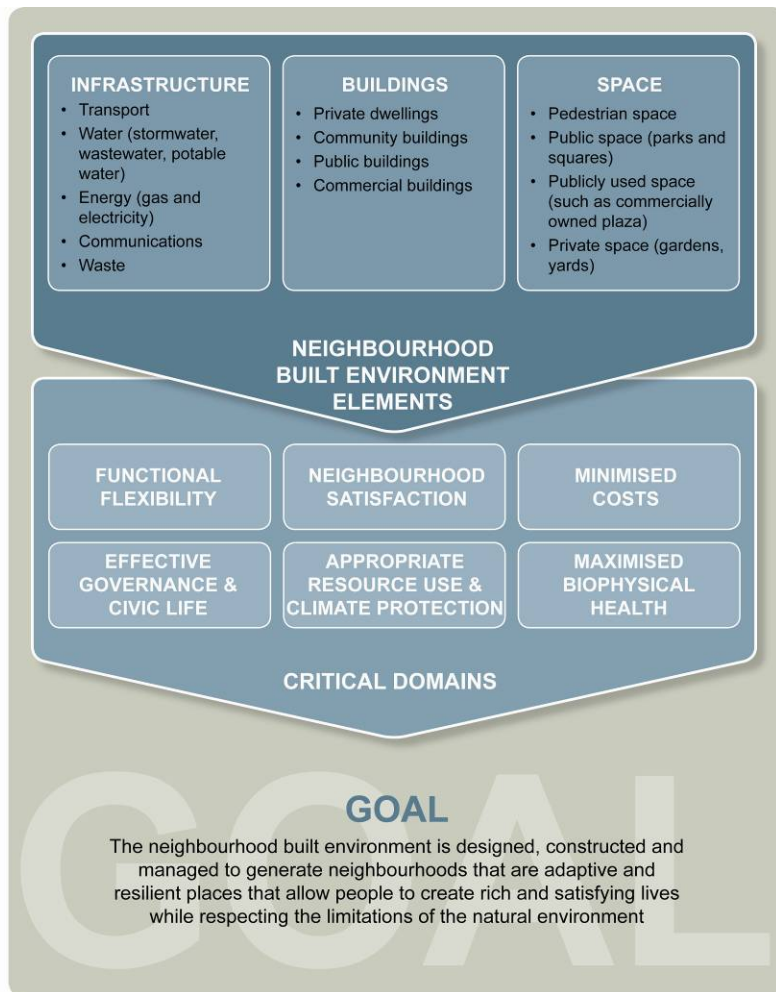 INFRASTRUCTURE
• Transport
• Water (stormwater,
wastewater, potable
water)
• Energy (gas and
electricity)
• Communications
• Waste
BUILDINGS
• Private dwellings
• Community buildings
• Public buildings
• Commercial buildings
SPACE
• Pedestrian space
• Public space (parks and
squares)
• Publicly used space
(such as commercially
owned plaza)
• Private space (gardens,
yards)
NEIGHBOURHOOD
BUILT ENVIRONMENT
ELEMENTS
FUNCTIONAL
FLEXIBILITY
NEIGHBOURHOOD
SATISFACTION
MINIMISED
COSTS
EFFECTIVE
GOVERNANCE &
CIVIC LIFE
APPROPRIATE
RESOURCE USE &
CLIMATE PROTECTION
MAXIMISED
BIOPHYSICAL
HEALTH
CRITICAL DOMAINS
GOAL
GOAL
The neighbourhood built environment is designed, constructed and
managed to generate neighbourhoods that are adaptive and
resilient places that allow people to create rich and satisfying lives
while respecting the limitations of the natural environment